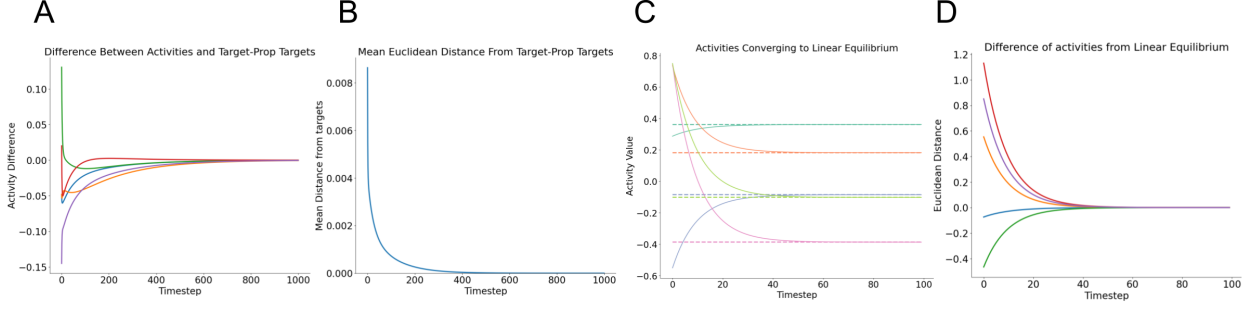 A
Difference Between Activities and Target-Prop Targets
Activity Difference
0.10
0.05
0.00
−0.05
−0.10
−0.15
0 200 400 600 800 1000
Timestep
B
Mean Euclidean Distance From Target-Prop Targets
Mean Distance from targets
0.008
0.006
0.004
0.002
0.000
0 200 400 600 800 1000
Timestep
C
Activities Converging to Linear Equilibrium
Activity Value
0.8
0.6
0.4
0.2
0.0
−0.2
−0.4
−0.6
0 20 40 60 80 100
Timestep
D
Difference of activities from Linear Equilibrium
Euclidean Distance
1.2
1.0
0.8
0.6
0.4
0.2
0.0
−0.2
−0.4
0 20 40 60 80 100
Timestep